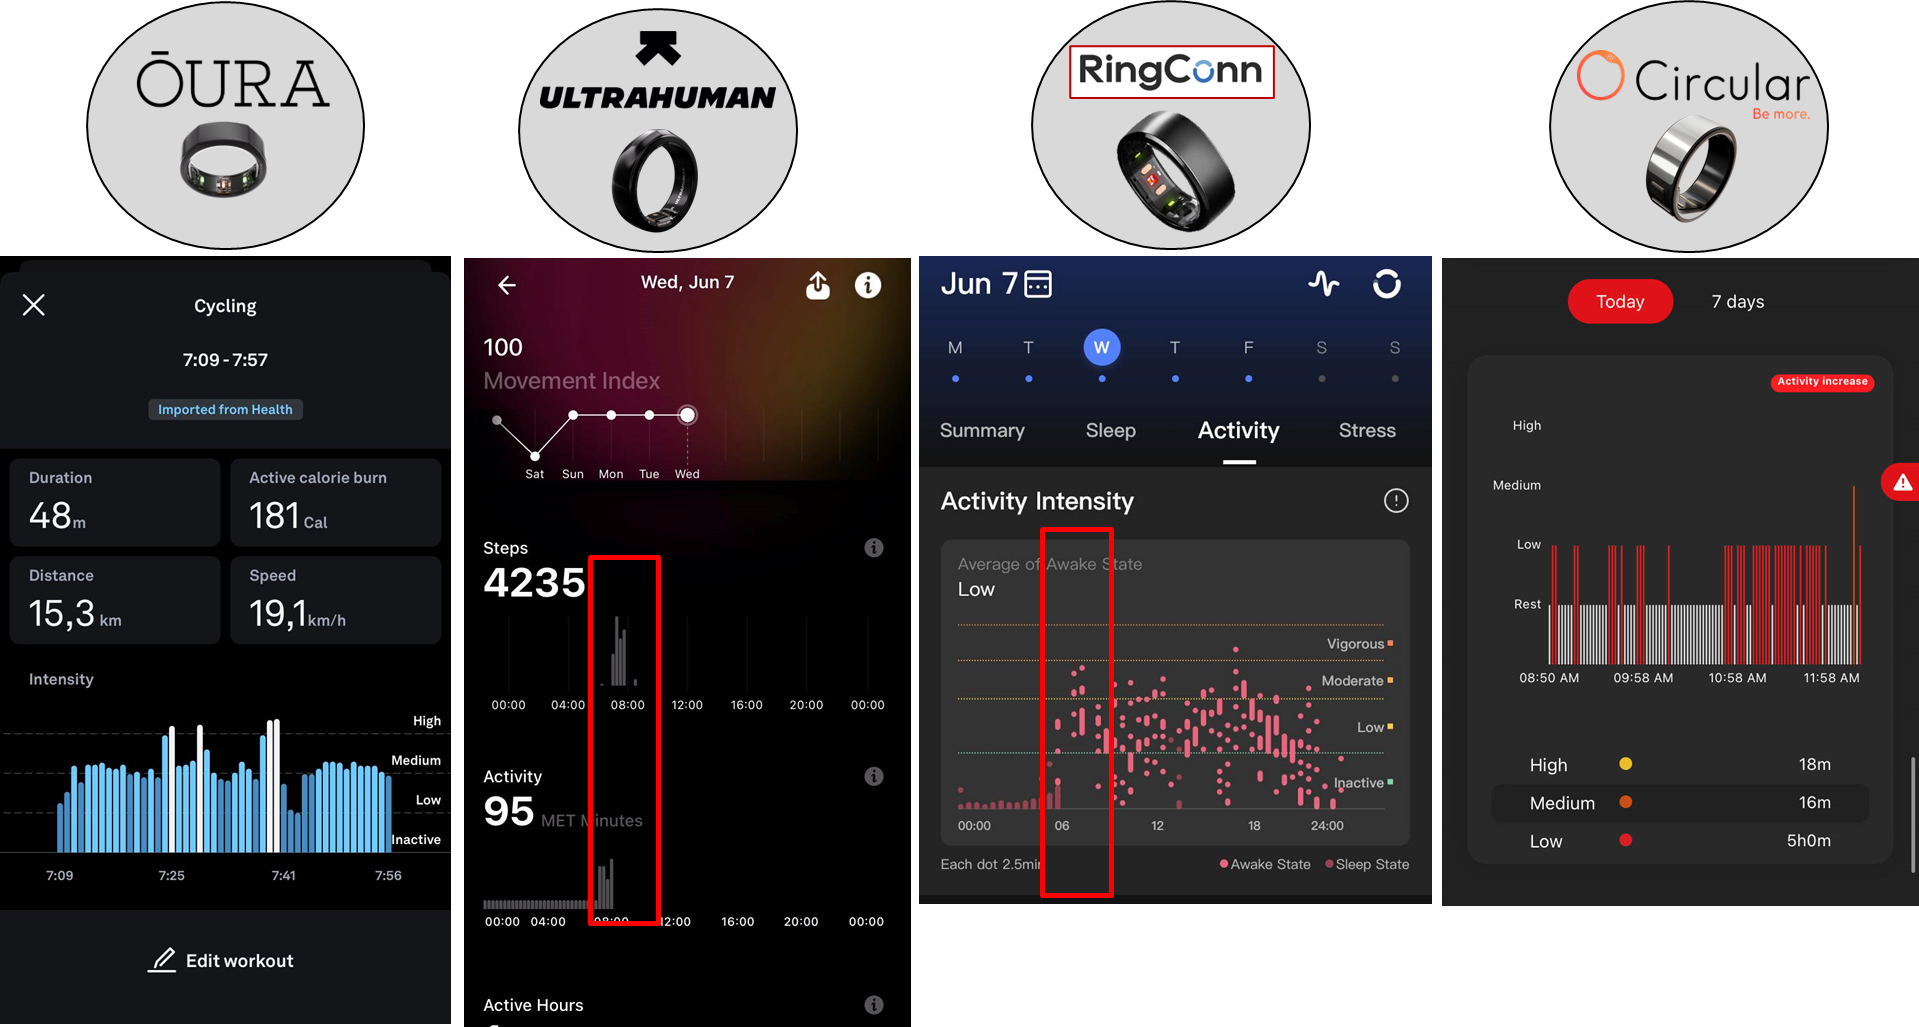 ŌURA
ULTRAHUMAN
RingConn
Circular
Be more.
Cycling
7:09 - 7:57
Imported from Health
Duration
48m
Active calorie burn
181 Cal
Distance
15,3 km
Speed
19,1km/h
Intensity
High
Medium
Low
Inactive
7:09 7:25 7:41 7:56
Edit workout
Wed, Jun 7
100
Movement Index
Sat Sun Mon Tue Wed
Steps
4235
00:00 04:00 08:00 12:00 16:00 20:00 00:00
Activity
95 MET Minutes
00:00 04:00 08:00 12:00 16:00 20:00 00:00
Active Hours
Jun 7
M T W T F S S
Summary Sleep Activity Stress
Activity Intensity
Average of Awake State
Low
Vigorous
Moderate
Low
Inactive
00:00 06 12 18 24:00
Each dot 2.5min
Awake State Sleep State
Today 7 days
Activity increase
High
Medium
Low
Rest
08:50 AM 09:58 AM 10:58 AM 11:58 AM
High 18m
Medium 16m
Low 5h0m